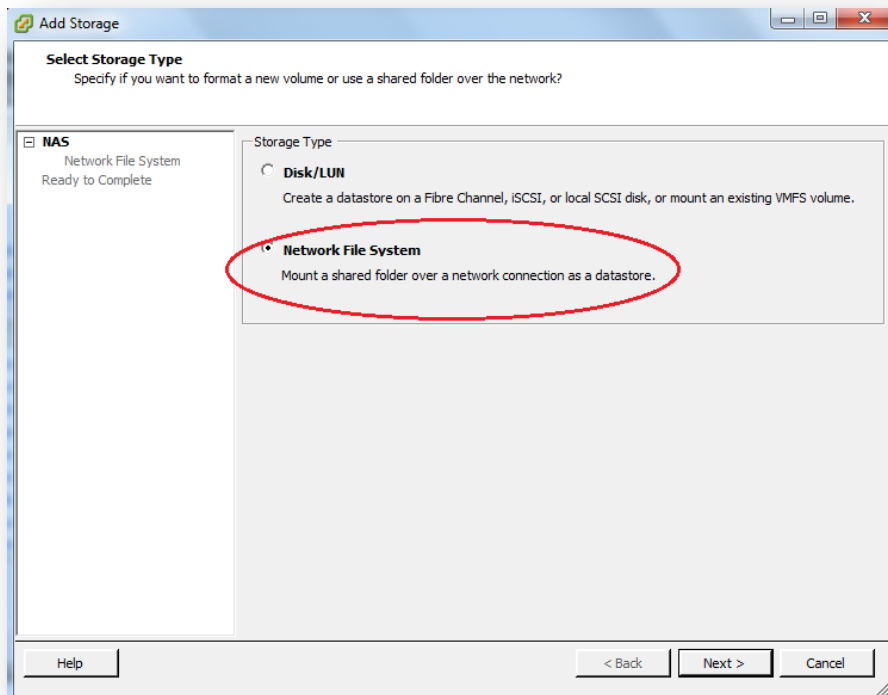 Add Storage
Select Storage Type
Specify if you want to format a new volume or use a shared folder over the network?
NAS
Network File System
Ready to Complete
Storage Type
Disk/LUN
Create a datastore on a Fibre Channel, iSCSI, or local SCSI disk, or mount an existing VMFS volume.
Network File System
Mount a shared folder over a network connection as a datastore.
Help
< Back
Next >
Cancel